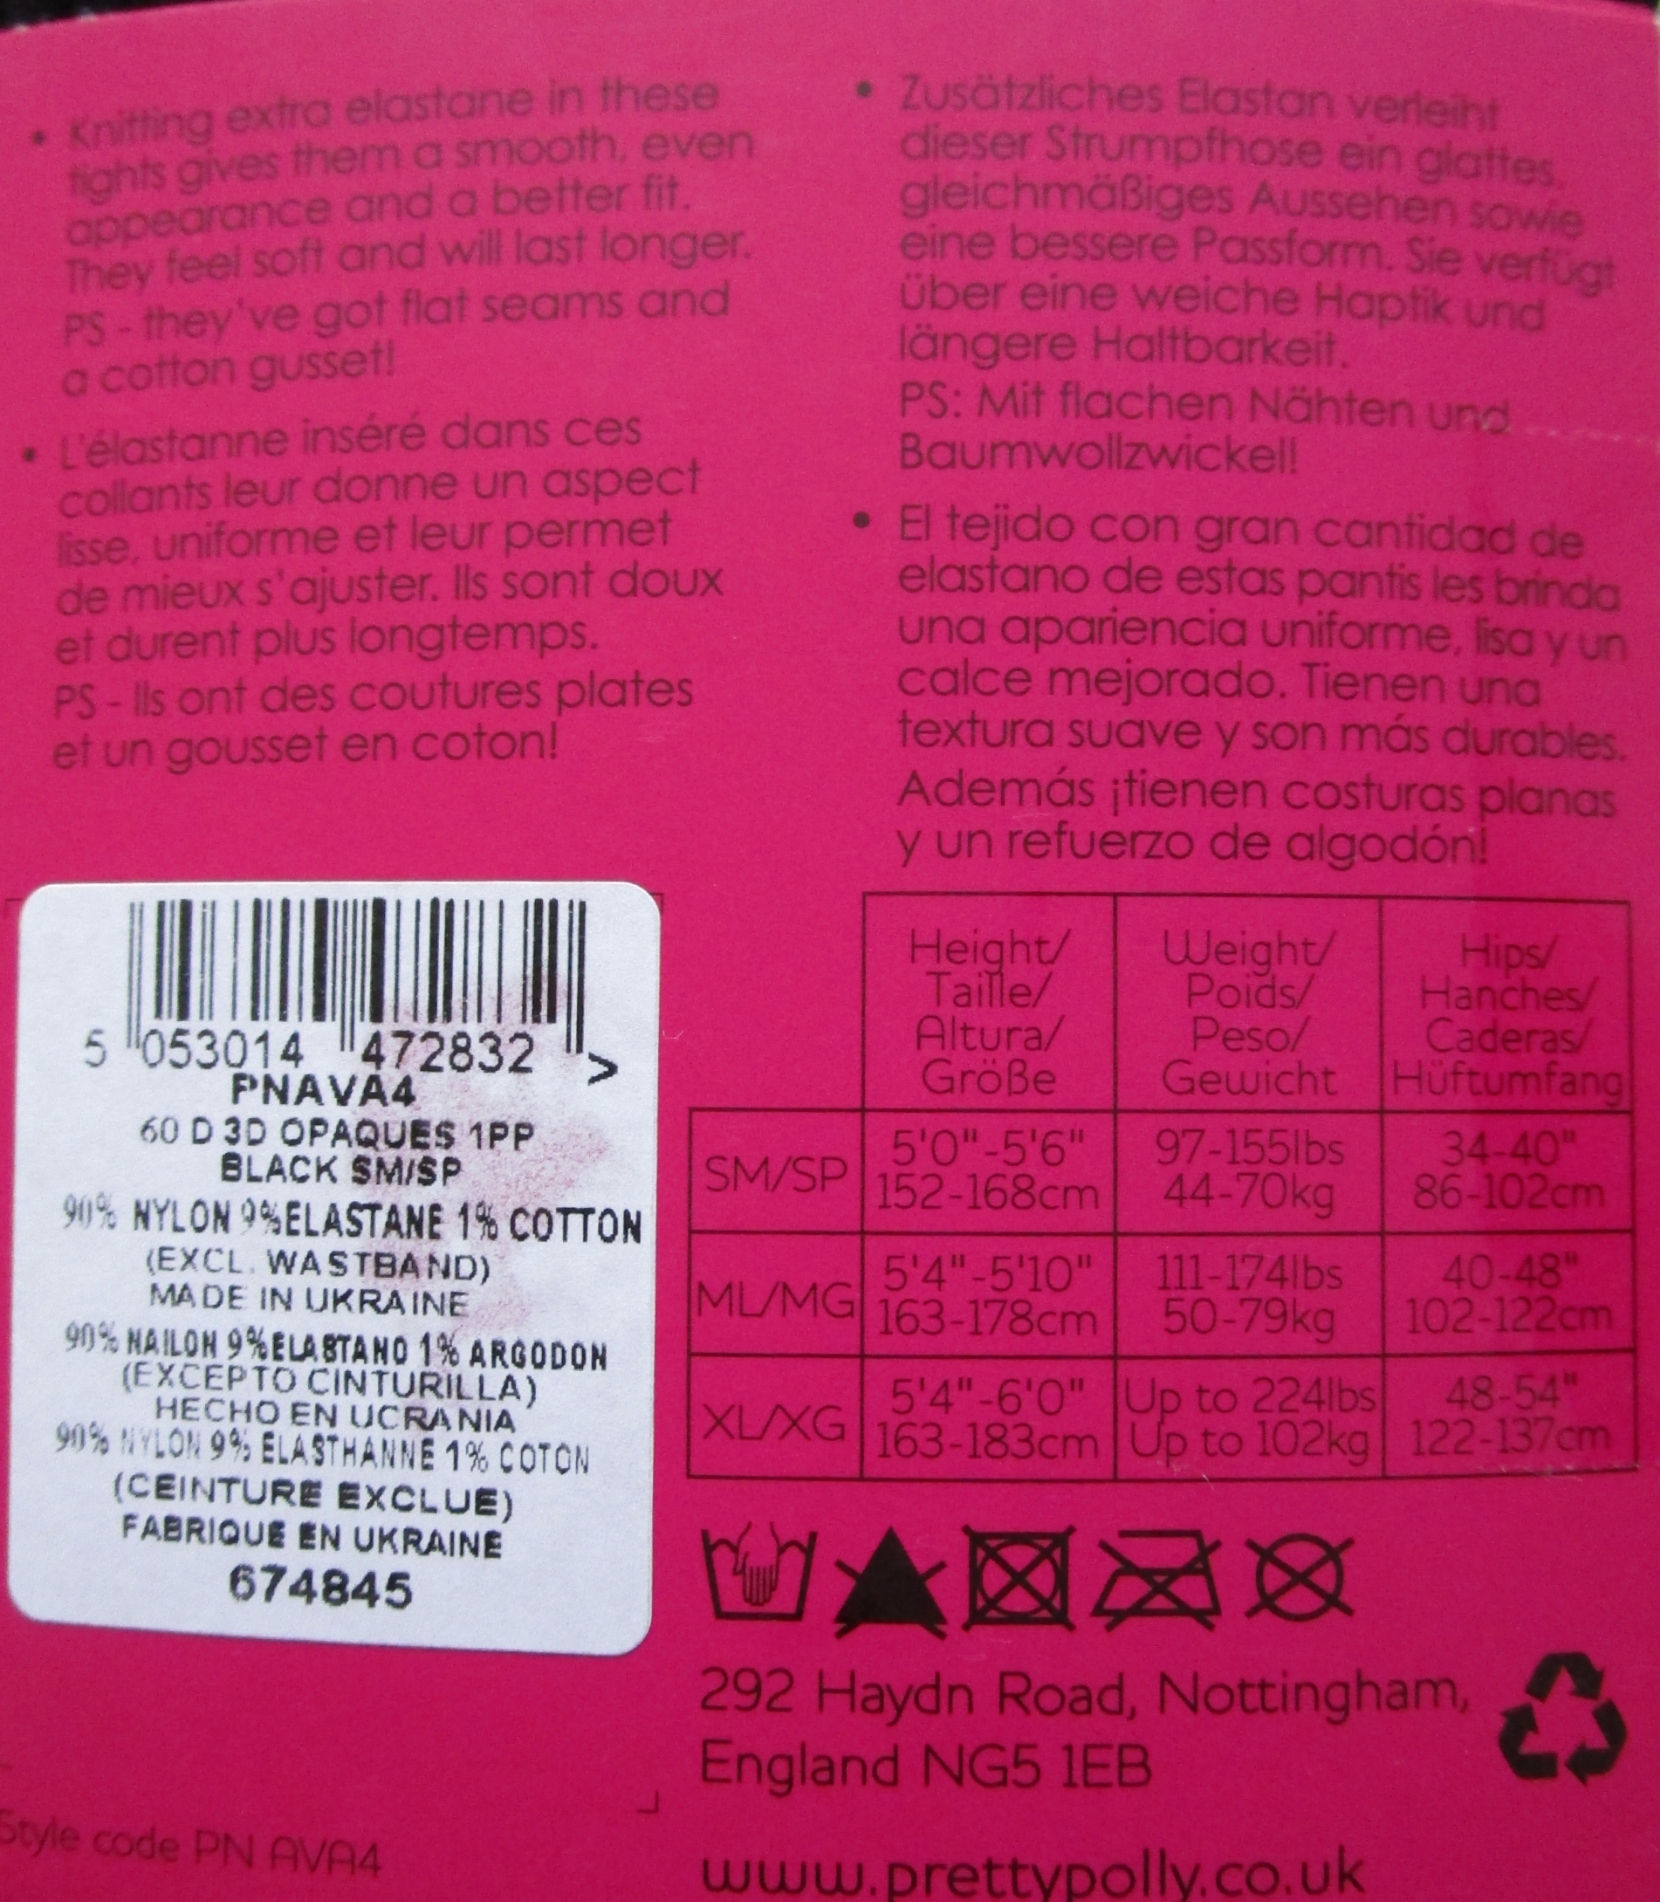 • Knitting extra elastane in these
tights gives them a smooth, even
appearance and a better fit.
They feel soft and will last longer.
PS - they've got flat seams and
a cotton gusset!
• L'élastanne inséré dans ces
collants leur donne un aspect
lisse, uniforme et leur permet
de mieux s'ajuster. Ils sont doux
et durent plus longtemps.
PS - Ils ont des coutures plates
et un gousset en coton!
• Zusätzliches Elastan verleiht
dieser Strumpfhose ein glattes,
gleichmäßiges Aussehen sowie
eine bessere Passform. Sie verfügt
über eine weiche Haptik und
längere Haltbarkeit.
PS: Mit flachen Nähten und
Baumwollzwickel!
• El tejido con gran cantidad de
elastano de estas pantis les brinda
una apariencia uniforme, lisa y un
calce mejorado. Tienen una
textura suave y son más durables.
Además ¡tienen costuras planas
y un refuerzo de algodón!
5 053014 472832 >
PNAVA4
60 D 3D OPAQUES 1PP
BLACK SM/SP
90% NYLON 9%ELASTANE 1% COTTON
(EXCL. WASTBAND)
MADE IN UKRAINE
90% NAILON 9%ELASTANO 1% ARGODON
(EXCEPTO CINTURILLA)
HECHO EN UCRANIA
90% NYLON 9% ELASTHANNE 1% COTON
(CEINTURE EXCLUE)
FABRIQUE EN UKRAINE
674845
Style code PN AVA4
Height/ Weight/ Hips/
Taille/ Poids/ Hanches/
Altura/ Peso/ Caderas/
Größe Gewicht Hüftumfang
SM/SP 5'0"-5'6" 97-155lbs 34-40"
152-168cm 44-70kg 86-102cm
ML/MG 5'4"-5'10" 111-174lbs 40-48"
163-178cm 50-79kg 102-122cm
XL/XG 5'4"-6'0" Up to 224lbs 48-54"
163-183cm Up to 102kg 122-137cm
292 Haydn Road, Nottingham,
England NG5 1EB
www.prettypolly.co.uk